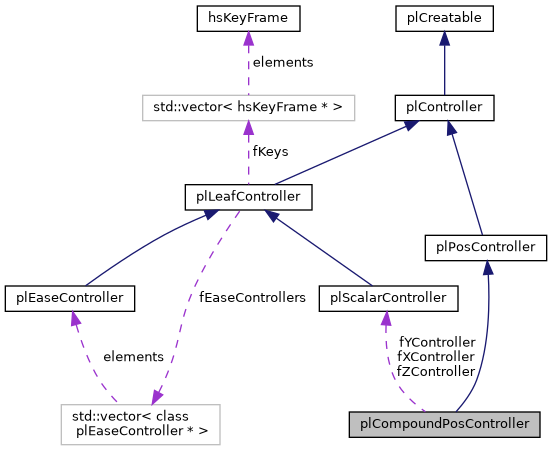 hsKeyFrame
plCreatable
elements
std::vector< hsKeyFrame * >
plController
fKeys
plLeafController
plPosController
plEaseController
fEaseControllers
plScalarController
elements
fYController
fXController
fZController
std::vector< class
plEaseController * >
plCompoundPosController